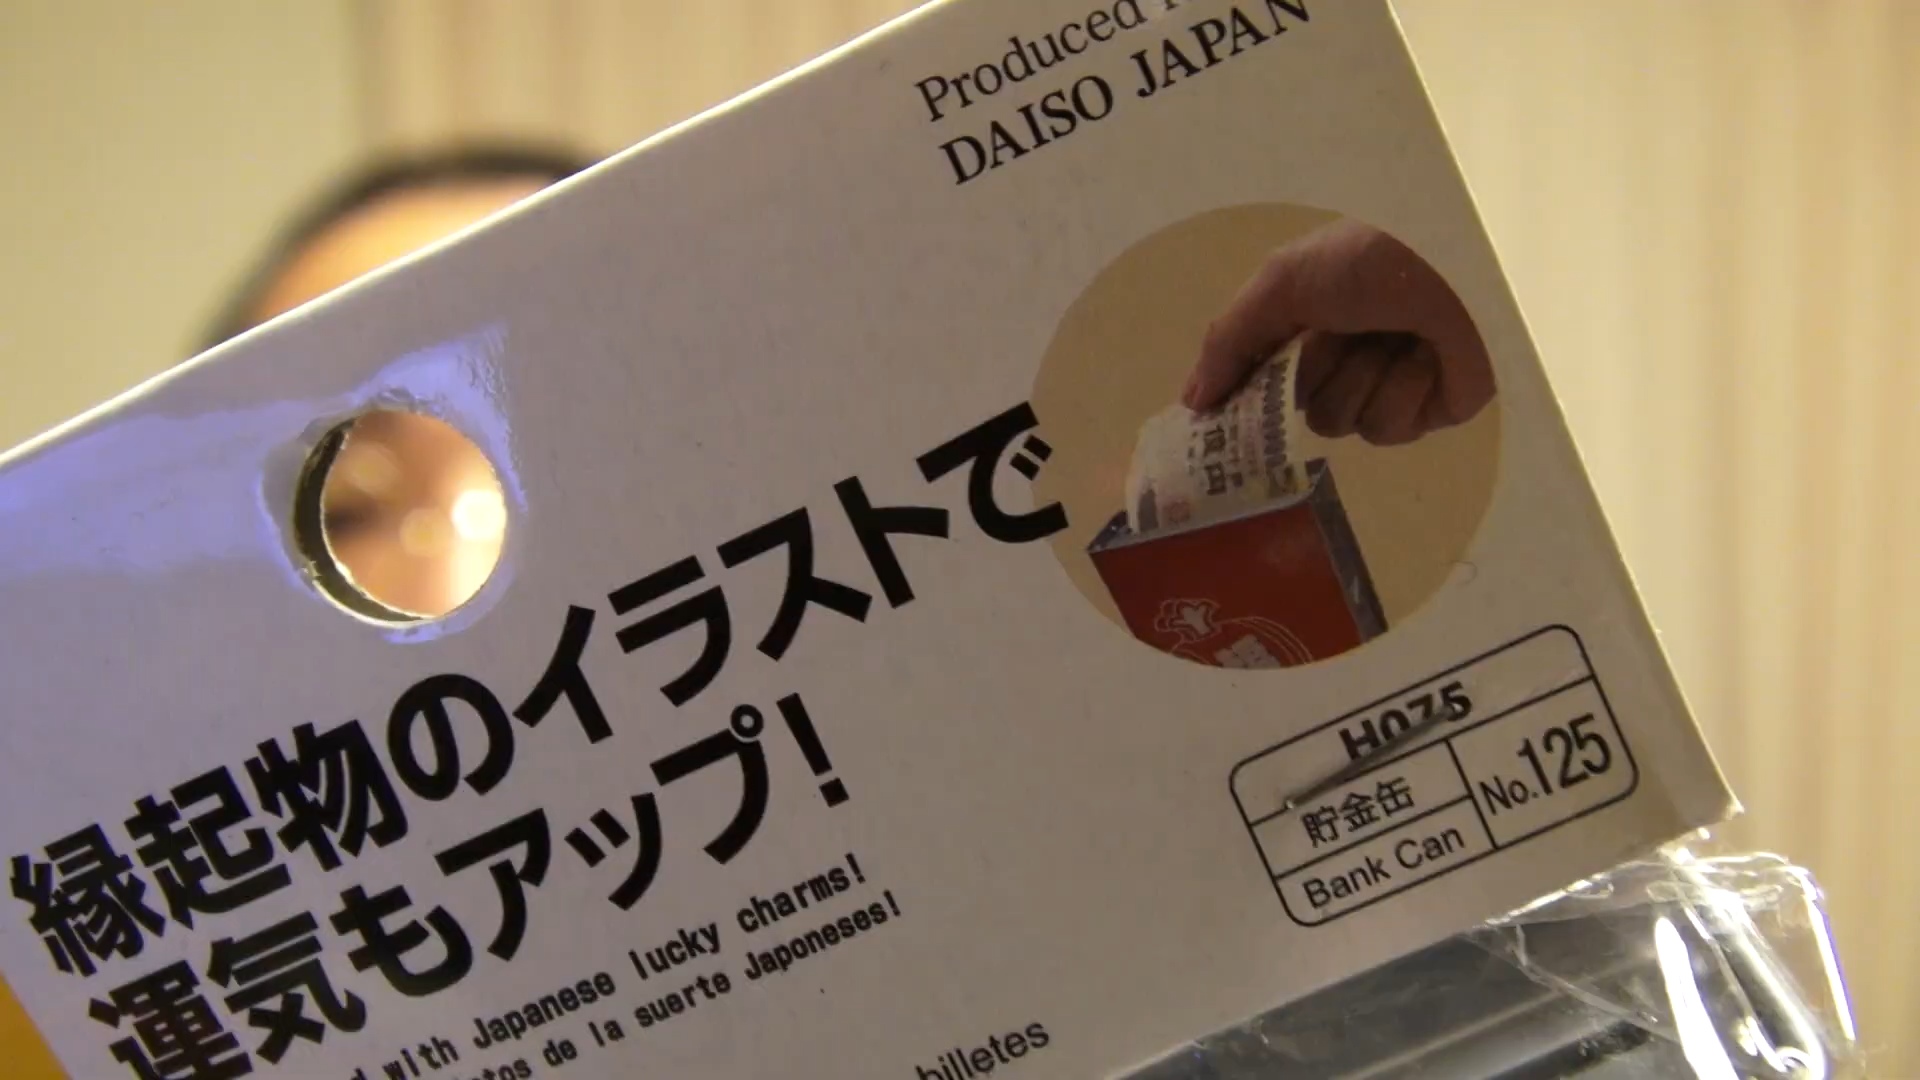 Produced
DAISO JAPAN
縁起物のイラストで
運気もアップ!
with Japanese lucky charms!
de la suerte Japoneses!
billetes
H075
貯金缶
No.125
Bank Can